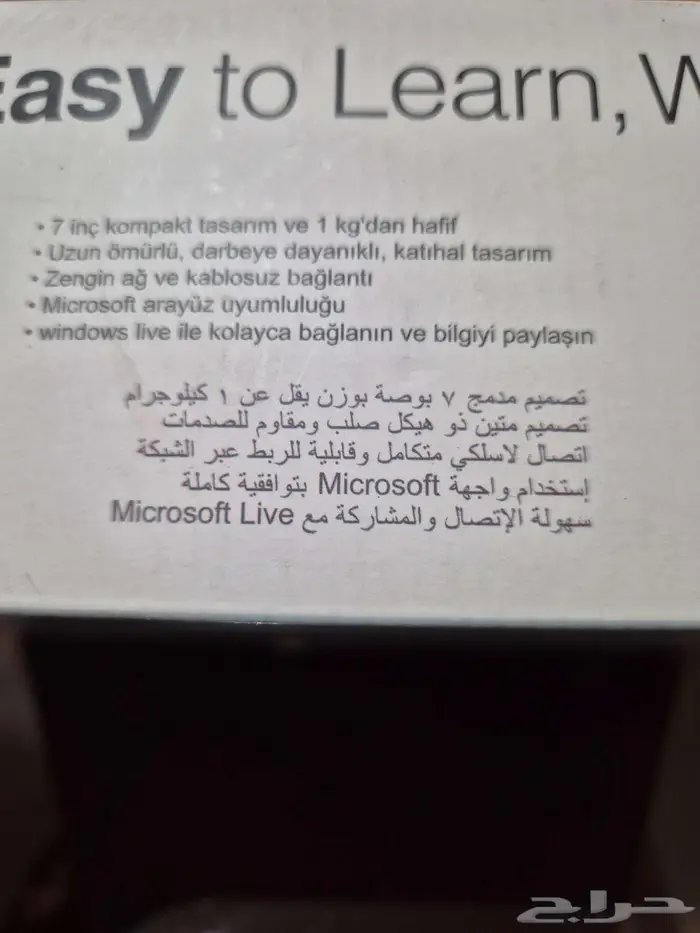 Easy to Learn, W
• 7 inç kompakt tasarım ve 1 kg'dan hafif
• Uzun ömürlü, darbeye dayanıklı, katıhal tasarım
• Zengin ağ ve kablosuz bağlantı
• Microsoft arayüz uyumluluğu
• windows live ile kolayca bağlanın ve bilgiyi paylaşın
تصميم مدمج ٧ بوصة بوزن يقل عن ١ كيلوجرام
تصميم متين ذو هيكل صلب ومقاوم للصدمات
اتصال لاسلكي متكامل وقابلية للربط عبر الشبكة
إستخدام واجهة Microsoft بتوافقية كاملة
سهولة الإتصال والمشاركة مع Microsoft Live
حراج